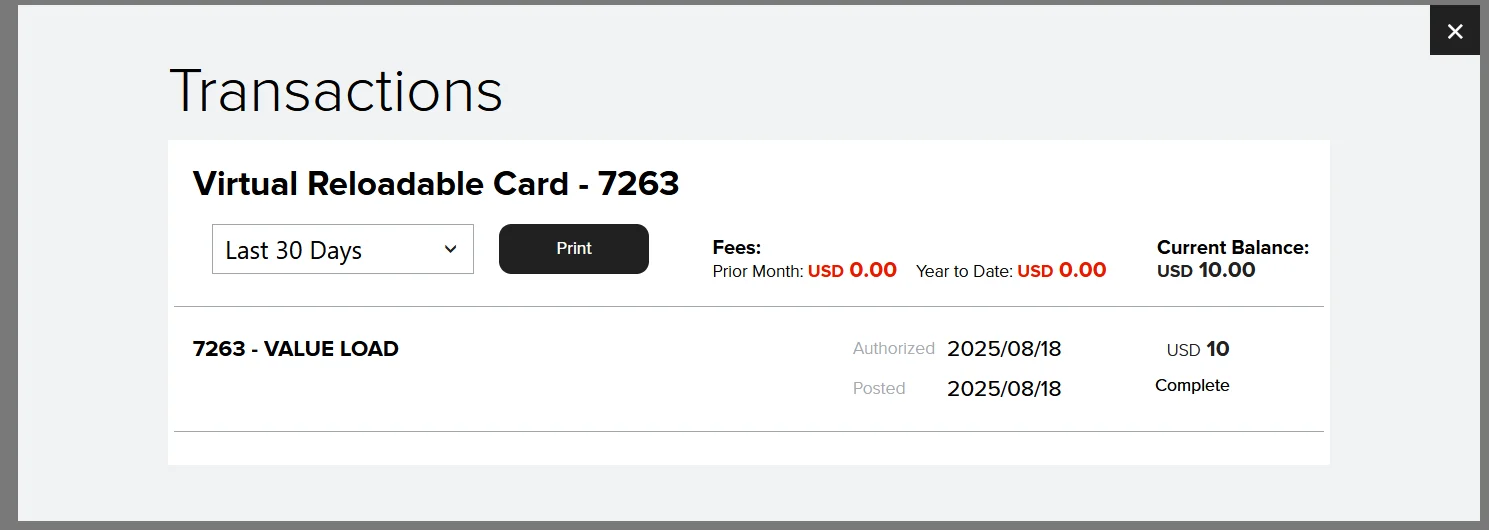 Transactions
Virtual Reloadable Card - 7263
Last 30 Days
Print
Fees:
Prior Month: USD 0.00 Year to Date: USD 0.00
Current Balance:
USD 10.00
7263 - VALUE LOAD
Authorized 2025/08/18
USD 10
Posted 2025/08/18
Complete